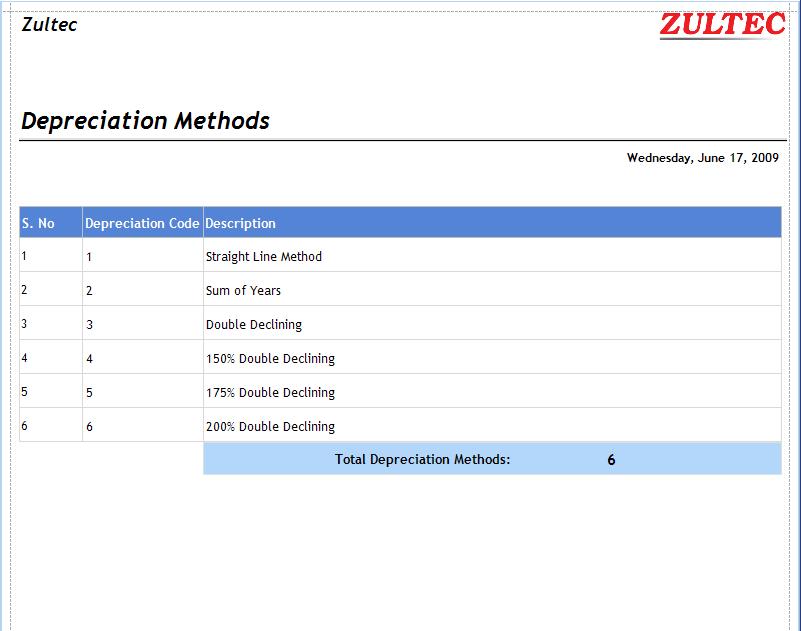 Zultec
ZULTEC
Depreciation Methods
Wednesday, June 17, 2009
S. No Depreciation Code Description
1 1 Straight Line Method
2 2 Sum of Years
3 3 Double Declining
4 4 150% Double Declining
5 5 175% Double Declining
6 6 200% Double Declining
Total Depreciation Methods: 6